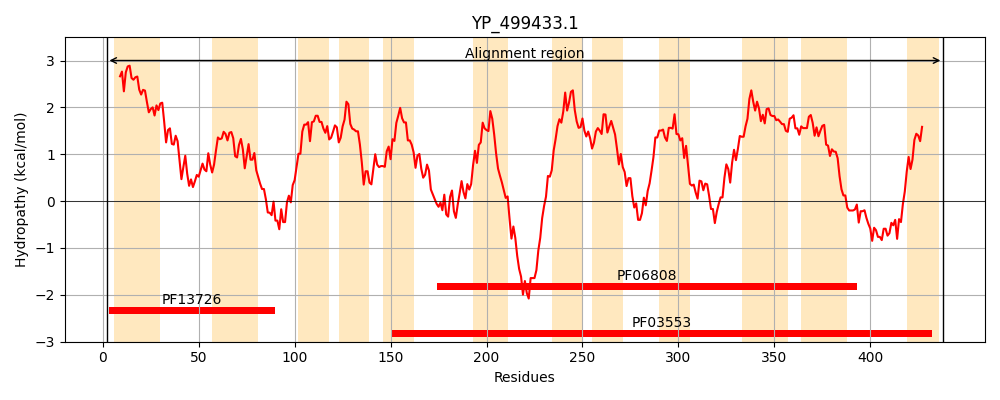 YP_499433.1
Alignment region
3
2
1
0
−1
−2
−3
Hydropathy (kcal/mol)
PF06808
PF13726
PF03553
0 50 100 150 200 250 300 350 400
Residues